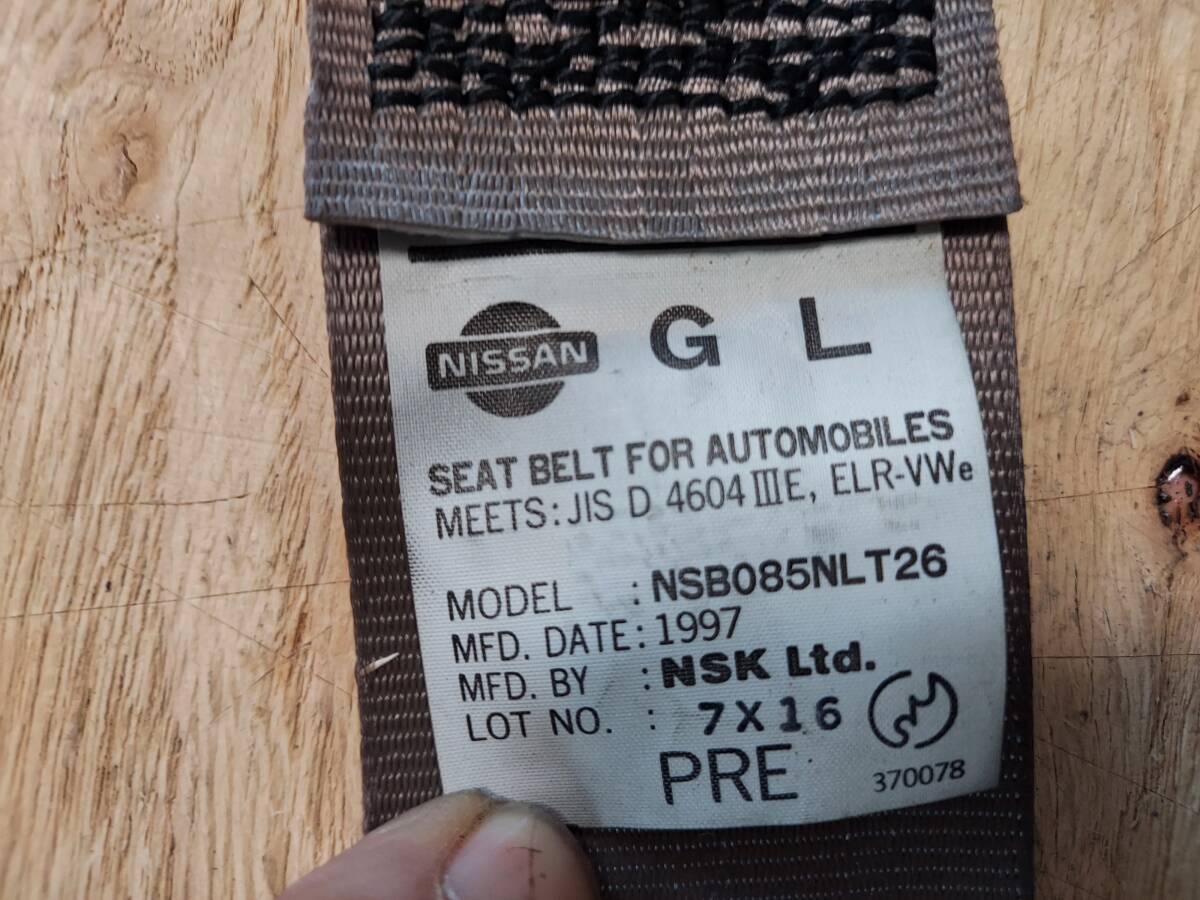 NISSAN G L
SEAT BELT FOR AUTOMOBILES
MEETS: JIS D 4604 ⅢE, ELR-VWe
MODEL : NSB085NLT26
MFD. DATE: 1997
MFD. BY : NSK Ltd.
LOT NO. : 7X16
PRE
370078